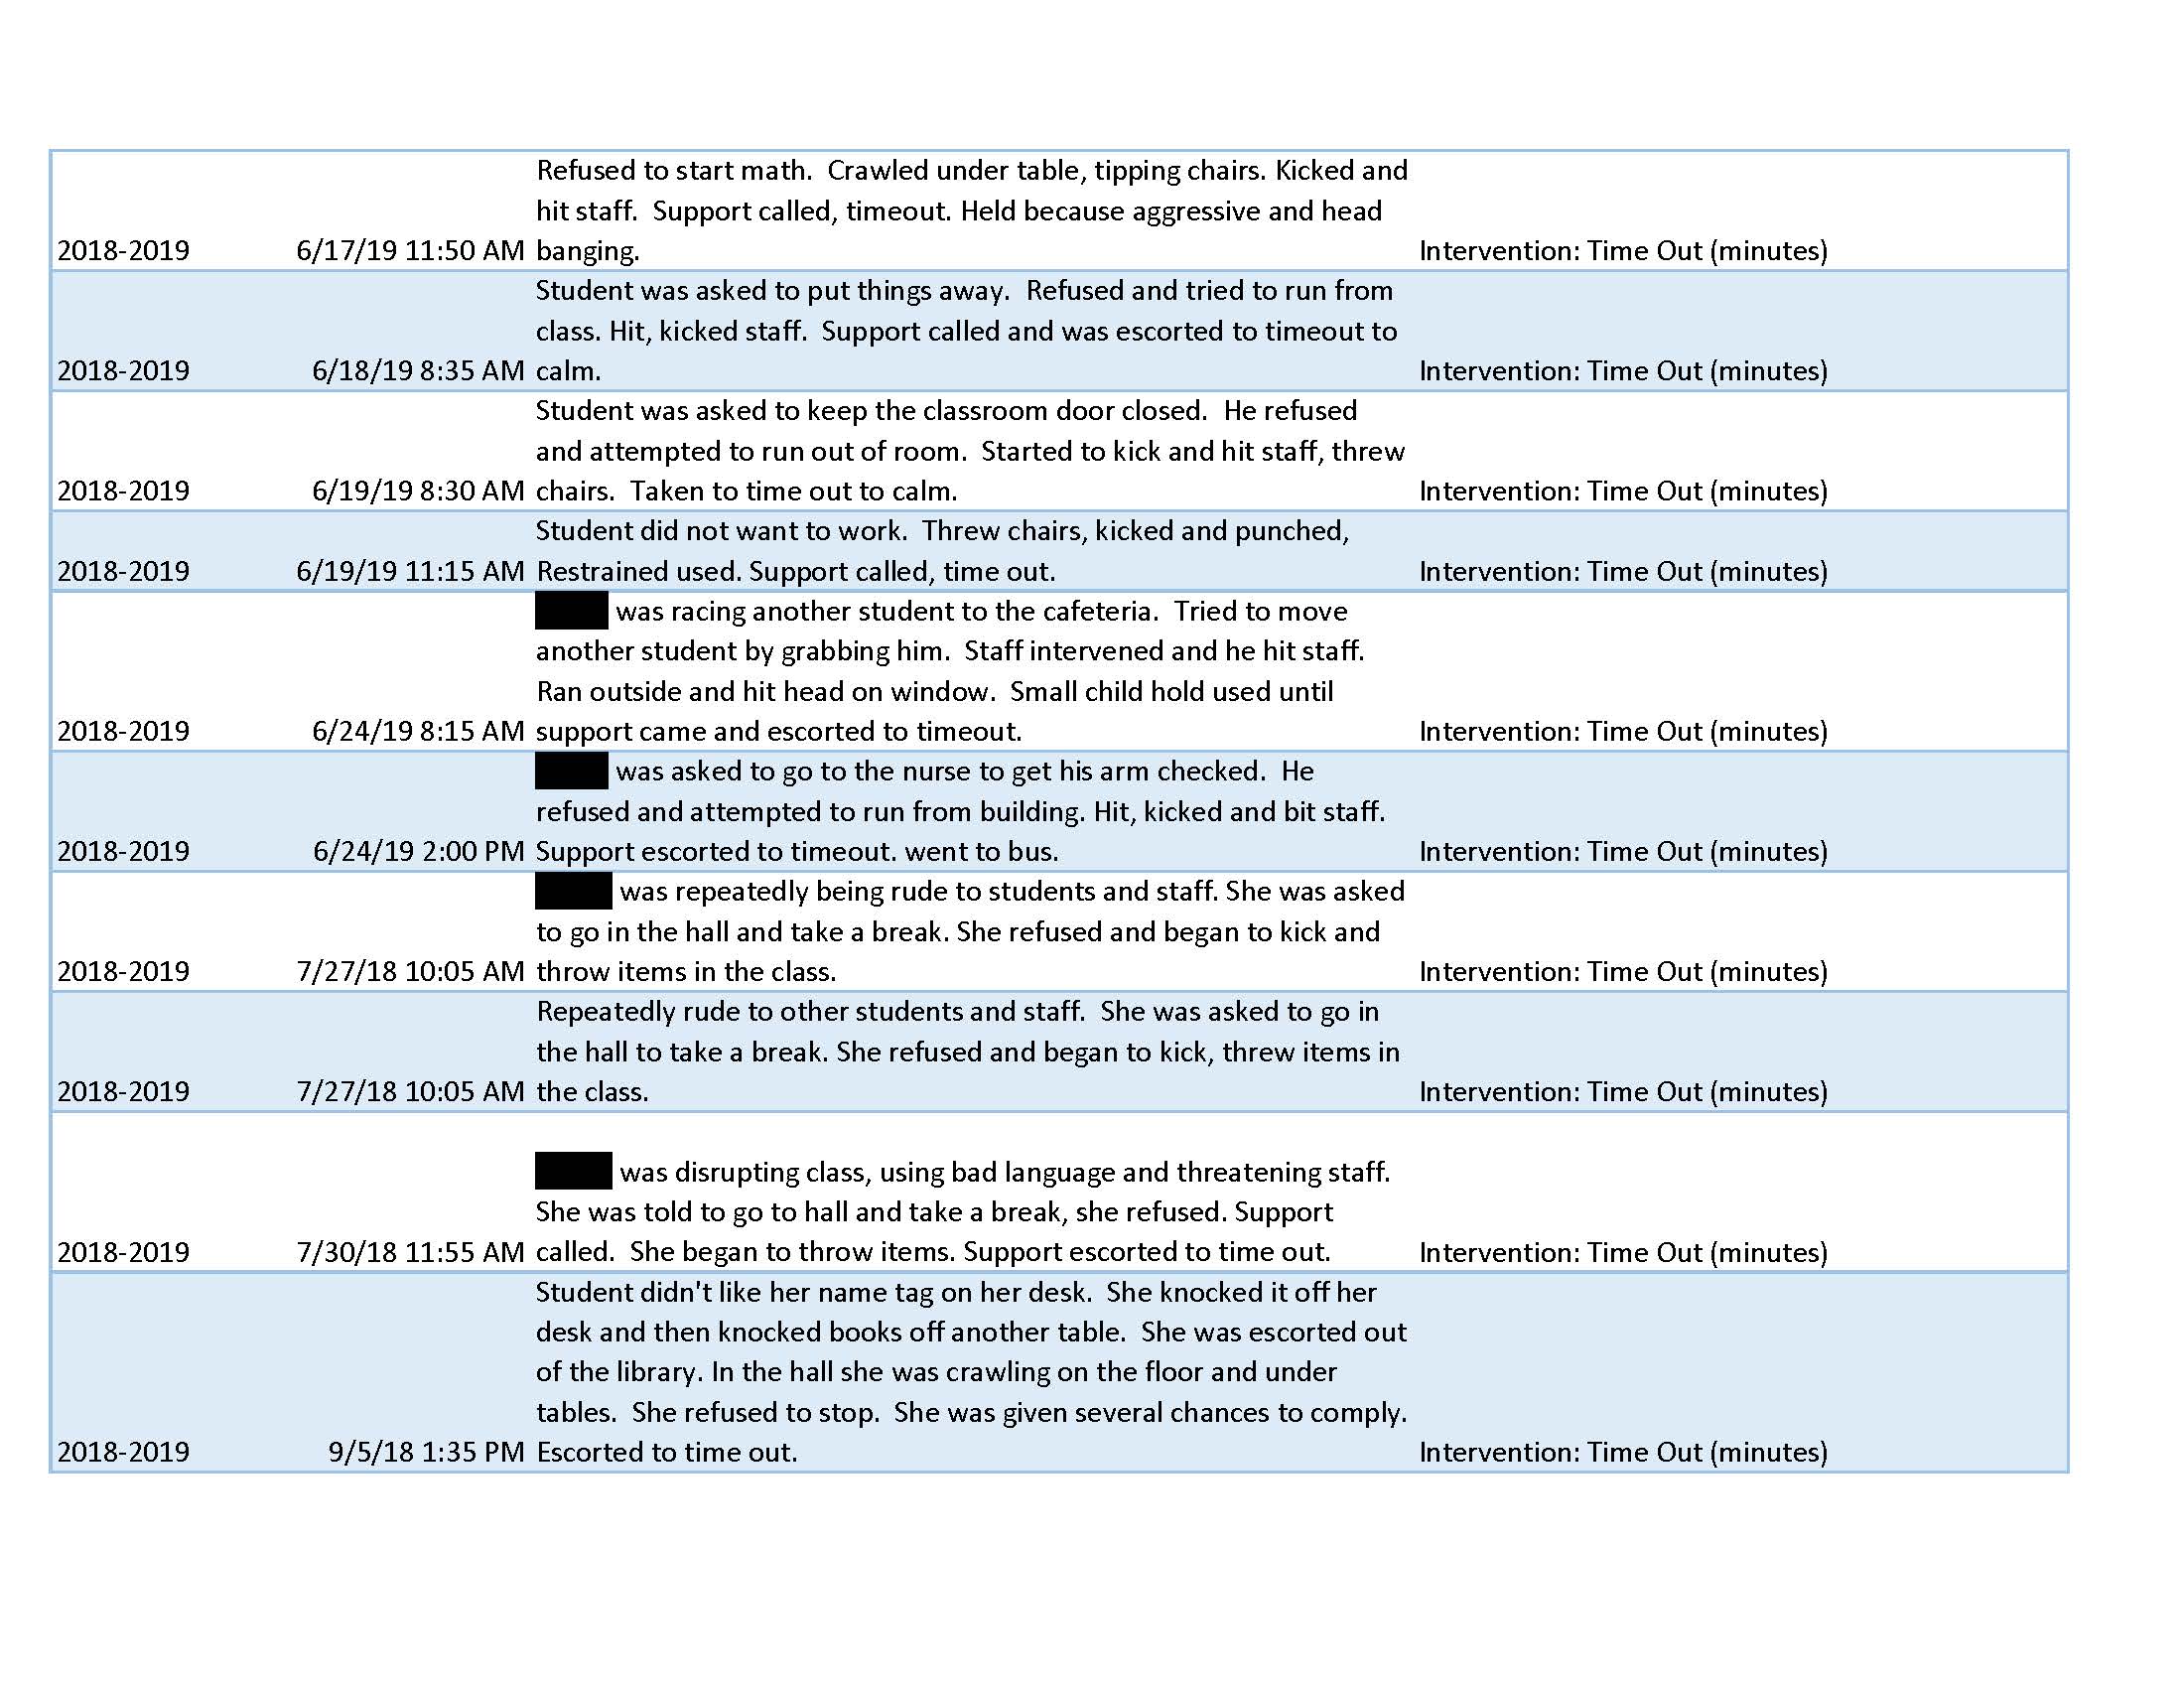 Refused to start math.  Crawled under table, tipping chairs. Kicked and
hit staff.  Support called, timeout. Held because aggressive and head
2018-2019 6/17/19 11:50 AM banging. Intervention: Time Out (minutes)
Student was asked to put things away.  Refused and tried to run from
class. Hit, kicked staff.  Support called and was escorted to timeout to
2018-2019 6/18/19 8:35 AM calm. Intervention: Time Out (minutes)
Student was asked to keep the classroom door closed.  He refused
and attempted to run out of room.  Started to kick and hit staff, threw
2018-2019 6/19/19 8:30 AM chairs.  Taken to time out to calm. Intervention: Time Out (minutes)
Student did not want to work.  Threw chairs, kicked and punched,
2018-2019 6/19/19 11:15 AM Restrained used. Support called, time out. Intervention: Time Out (minutes)
was racing another student to the cafeteria.  Tried to move
another student by grabbing him.  Staff intervened and he hit staff.
Ran outside and hit head on window.  Small child hold used until
2018-2019 6/24/19 8:15 AM support came and escorted to timeout. Intervention: Time Out (minutes)
was asked to go to the nurse to get his arm checked.  He
refused and attempted to run from building. Hit, kicked and bit staff.
2018-2019 6/24/19 2:00 PM Support escorted to timeout. went to bus. Intervention: Time Out (minutes)
was repeatedly being rude to students and staff. She was asked
to go in the hall and take a break. She refused and began to kick and
2018-2019 7/27/18 10:05 AM throw items in the class. Intervention: Time Out (minutes)
Repeatedly rude to other students and staff.  She was asked to go in
the hall to take a break. She refused and began to kick, threw items in
2018-2019 7/27/18 10:05 AM the class. Intervention: Time Out (minutes)
was disrupting class, using bad language and threatening staff.
She was told to go to hall and take a break, she refused. Support
2018-2019 7/30/18 11:55 AM called.  She began to throw items. Support escorted to time out. Intervention: Time Out (minutes)
Student didn't like her name tag on her desk.  She knocked it off her
desk and then knocked books off another table.  She was escorted out
of the library. In the hall she was crawling on the floor and under
tables.  She refused to stop.  She was given several chances to comply.
2018-2019 9/5/18 1:35 PM Escorted to time out. Intervention: Time Out (minutes)